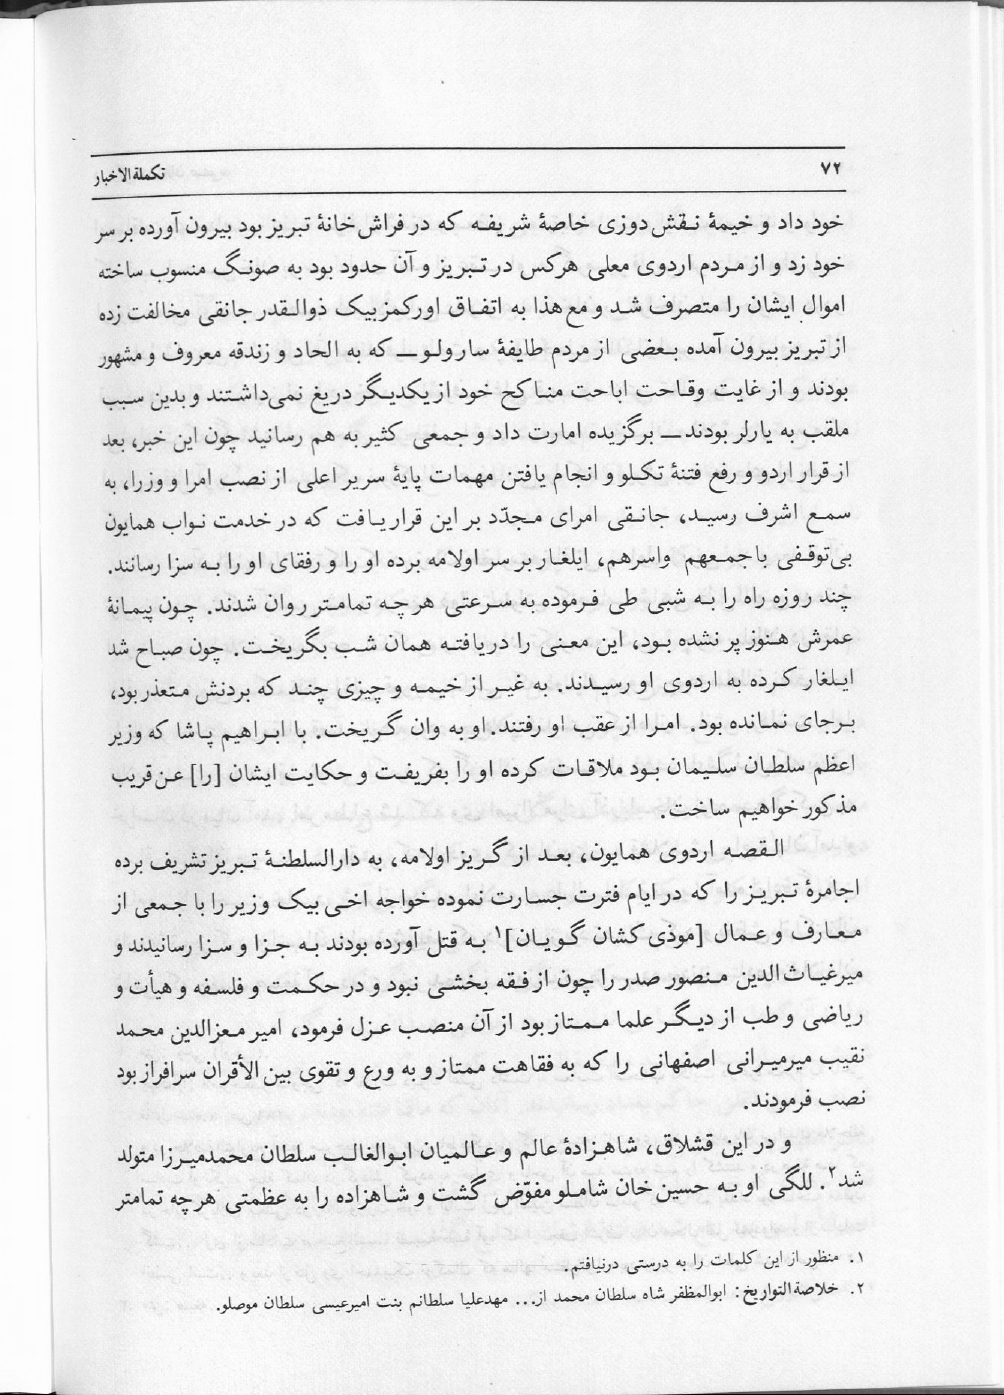 ۷۲
تکملة الاخبار
خود داد و خیمهٔ نقش‌دوزی خاصهٔ شریفه که در فراش‌خانهٔ تبریز بود بیرون آورده بر سر
خود زد و از مردم اردوی معلی هرکس در تبریز و آن حدود بود به صونگ منسوب ساخته
اموال ایشان را متصرف شد و مع هذا به اتفاق اورکمزبیک ذوالقدر جانقی مخالفت زده
از تبریز بیرون آمده بعضی از مردم طایفهٔ سارولو ــ که به الحاد و زندقه معروف و مشهور
بودند و از غایت وقاحت اباحت مناکح خود از یکدیگر دریغ نمی‌داشتند و بدین سبب
ملقب به یارلر بودند ــ برگزیده امارت داد و جمعی کثیر به هم رسانید چون این خبر، بعد
از قرار اردو و رفع فتنهٔ تکلو و انجام یافتن مهمات پایهٔ سریر اعلی از نصب امرا و وزرا، به
سمع اشرف رسید، جانقی امرای مجدّد بر این قرار یافت که در خدمت نواب همایون
بی‌توقفی باجمعهم واسرهم، ایلغار بر سر اولامه برده او را و رفقای او را به سزا رسانند.
چند روزه راه را به شبی طی فرموده به سرعتی هرچه تمامتر روان شدند. چون پیمانهٔ
عمرش هنوز پر نشده بود، این معنی را دریافته همان شب بگریخت. چون صباح شد
ایلغار کرده به اردوی او رسیدند. به غیر از خیمه و چیزی چند که بردنش متعذر بود،
برجای نمانده بود. امرا از عقب او رفتند. او به وان گریخت. با ابراهیم پاشا که وزیر
اعظم سلطان سلیمان بود ملاقات کرده او را بفریفت و حکایت ایشان [را] عن‌قریب
مذکور خواهیم ساخت.
القصه اردوی همایون، بعد از گریز اولامه، به دارالسلطنهٔ تبریز تشریف برده
اجامرهٔ تبریز را که در ایام فترت جسارت نموده خواجه اخی‌بیک وزیر را با جمعی از
معارف و عمال [موذی کشان گویان]۱ به قتل آورده بودند به جزا و سزا رسانیدند و
میرغیاث‌الدین منصور صدر را چون از فقه بخشی نبود و در حکمت و فلسفه و هیأت و
ریاضی و طب از دیگر علما ممتاز بود از آن منصب عزل فرمود، امیر معزالدین محمد
نقیب میرمیرانی اصفهانی را که به فقاهت ممتاز و به ورع و تقوی بین الأقران سرافراز بود
نصب فرمودند.
و در این قشلاق، شاهزادهٔ عالم و عالمیان ابوالغالب سلطان محمدمیرزا متولد
شد۲. للگی او به حسین‌خان شاملو مفوّض گشت و شاهزاده را به عظمتی هرچه تمامتر
۱. منظور از این کلمات را به درستی درنیافتم.
۲. خلاصة‌التواریخ: ابوالمظفر شاه سلطان محمد از... مهدعلیا سلطانم بنت امیرعیسی سلطان موصلو.